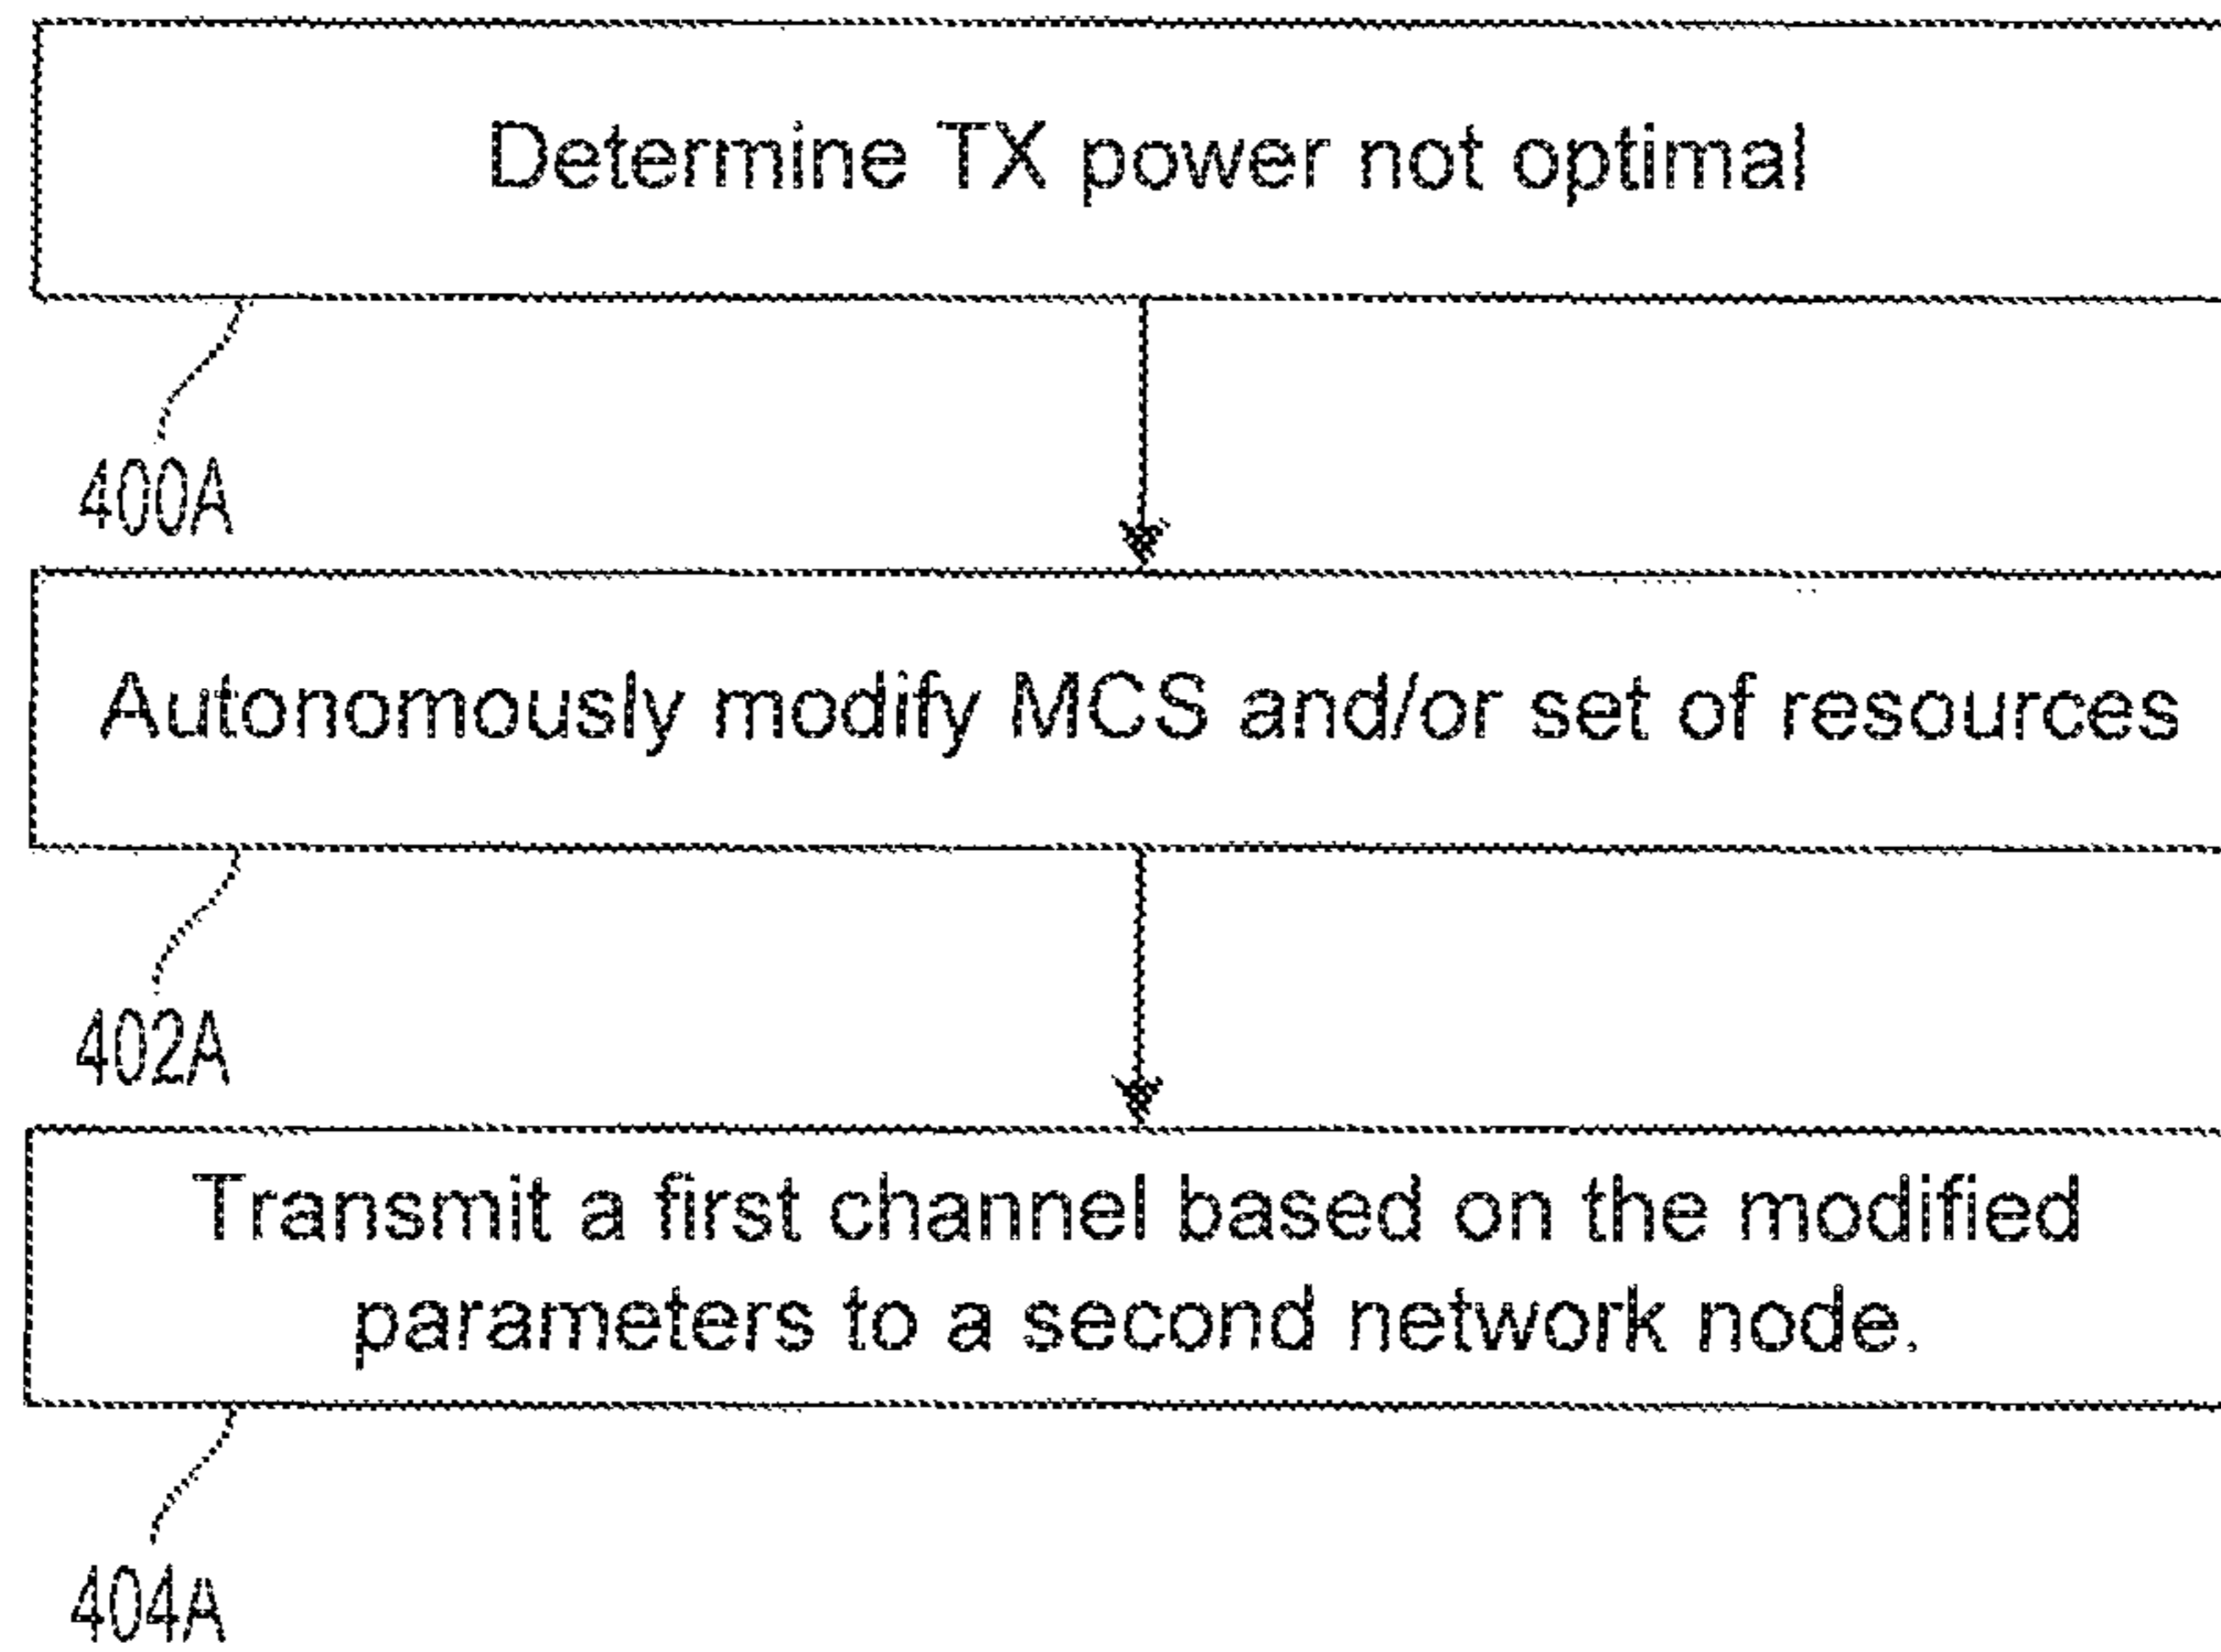 Determine TX power not optimal
400A
Autonomously modify MCS and/or set of resources
402A
Transmit a first channel based on the modified
parameters to a second network node.
404A